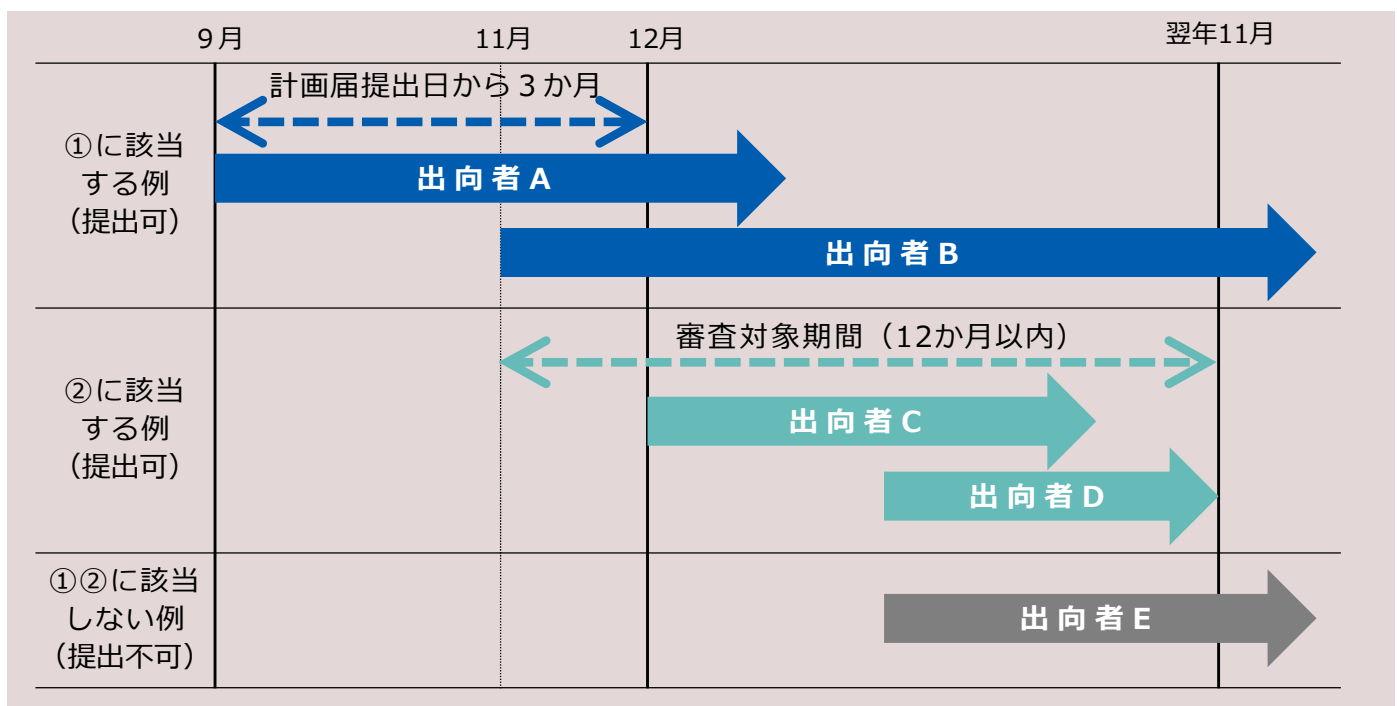 ９月
11月
12月
翌年11月
計画届提出日から３か月
①に該当
する例
（提出可）
出向者A
出向者B
審査対象期間（12か月以内）
②に該当
する例
（提出可）
出向者C
出向者D
①②に該当
しない例
（提出不可）
出向者E